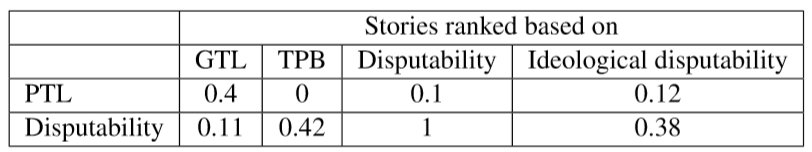 Stories ranked based on
GTL TPB Disputability Ideological disputability
PTL 0.4 0 0.1 0.12
Disputability 0.11 0.42 1 0.38